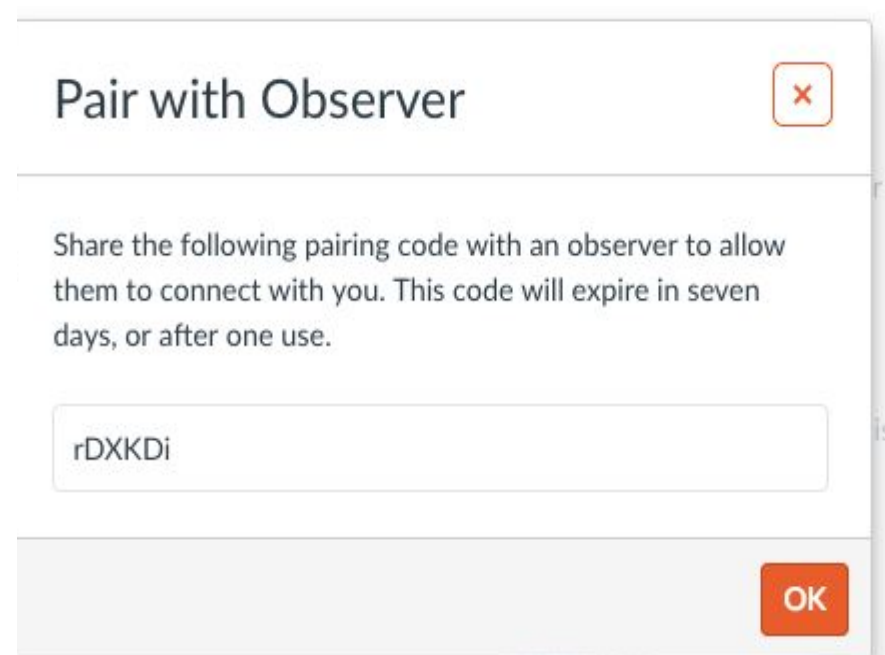 Pair with Observer
×
Share the following pairing code with an observer to allow
them to connect with you. This code will expire in seven
days, or after one use.
rDXKDi
OK